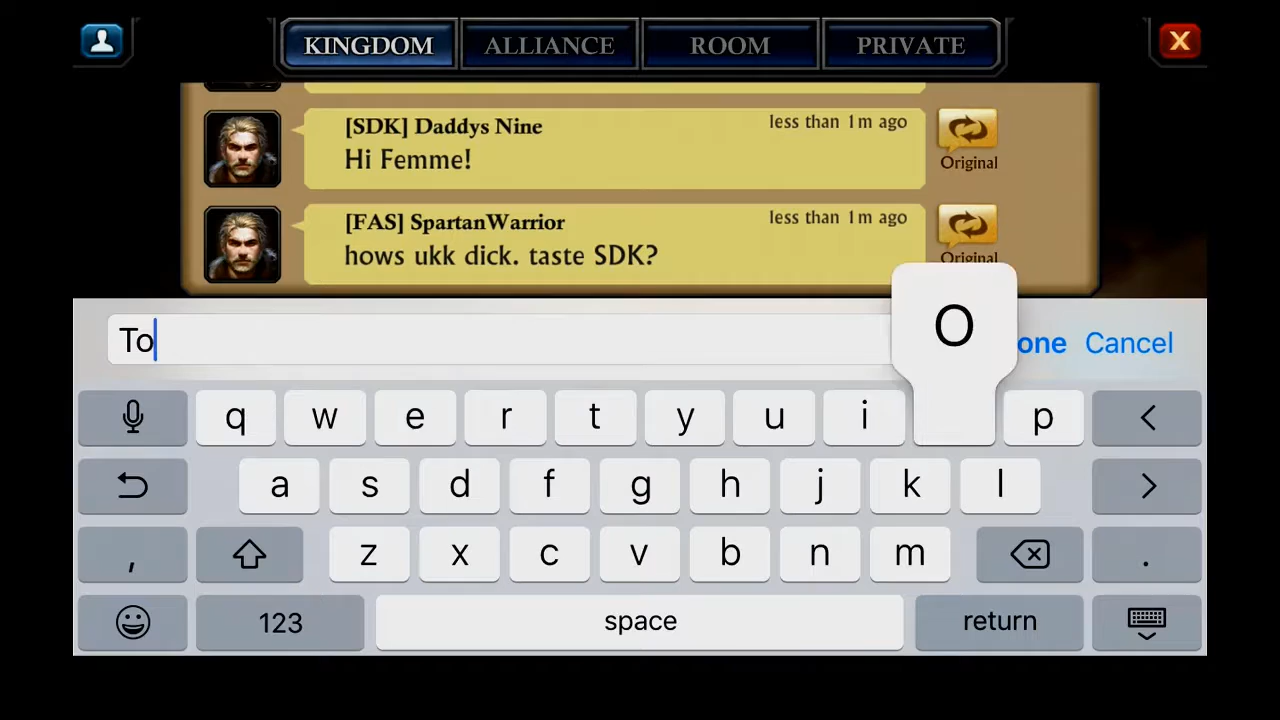 KINGDOM ALLIANCE ROOM PRIVATE X
[SDK] Daddys Nine less than 1m ago
Hi Femme!
Original
[FAS] SpartanWarrior less than 1m ago
hows ukk dick. taste SDK?
Original
To one Cancel
O
q w e r t y u i p
a s d f g h j k l
, z x c v b n m .
123 space return